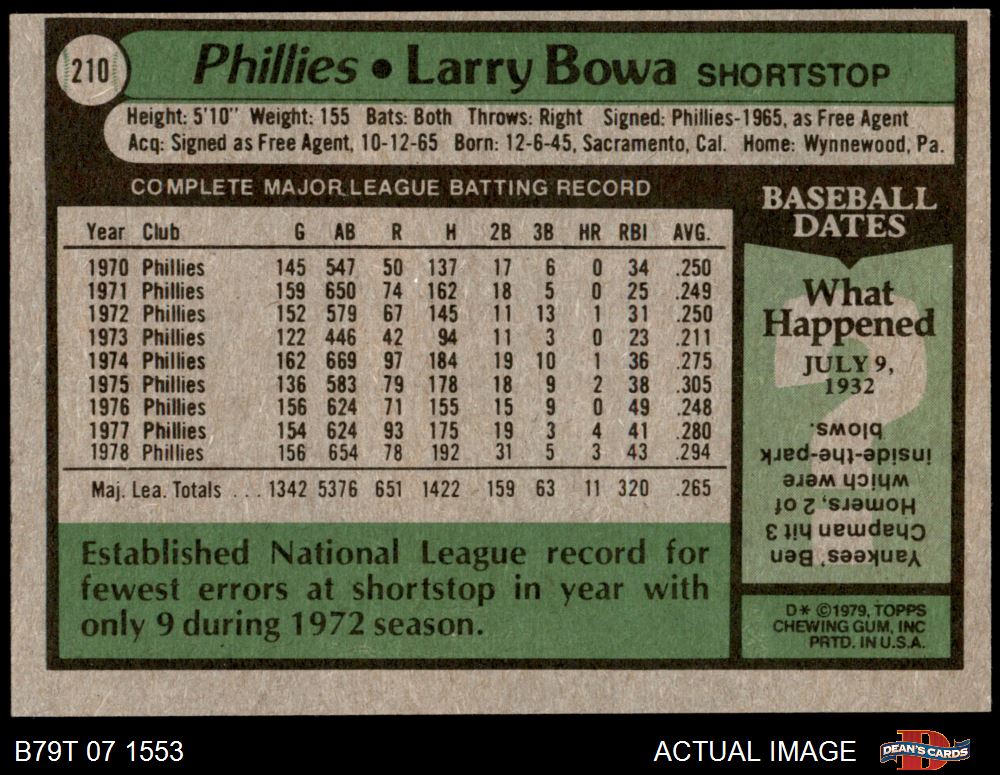 210 Phillies • Larry Bowa SHORTSTOP
Height: 5'10" Weight: 155 Bats: Both Throws: Right Signed: Phillies-1965, as Free Agent
Acq: Signed as Free Agent, 10-12-65 Born: 12-6-45, Sacramento, Cal. Home: Wynnewood, Pa.
COMPLETE MAJOR LEAGUE BATTING RECORD
Year Club G AB R H 2B 3B HR RBI AVG.
1970 Phillies 145 547 50 137 17 6 0 34 .250
1971 Phillies 159 650 74 162 18 5 0 25 .249
1972 Phillies 152 579 67 145 11 13 1 31 .250
1973 Phillies 122 446 42 94 11 3 0 23 .211
1974 Phillies 162 669 97 184 19 10 1 36 .275
1975 Phillies 136 583 79 178 18 9 2 38 .305
1976 Phillies 156 624 71 155 15 9 0 49 .248
1977 Phillies 154 624 93 175 19 3 4 41 .280
1978 Phillies 156 654 78 192 31 5 3 43 .294
Maj. Lea. Totals ... 1342 5376 651 1422 159 63 11 320 .265
Established National League record for
fewest errors at shortstop in year with
only 9 during 1972 season.
BASEBALL
DATES
What
Happened
JULY 9,
1932
?
Yankees' Ben
Chapman hit 3
Homers, 2 of
which were
inside-the-park
blows.
D* ©1979, TOPPS
CHEWING GUM, INC
PRTD. IN U.S.A.
B79T 07 1553
ACTUAL IMAGE
DEAN'S CARDS